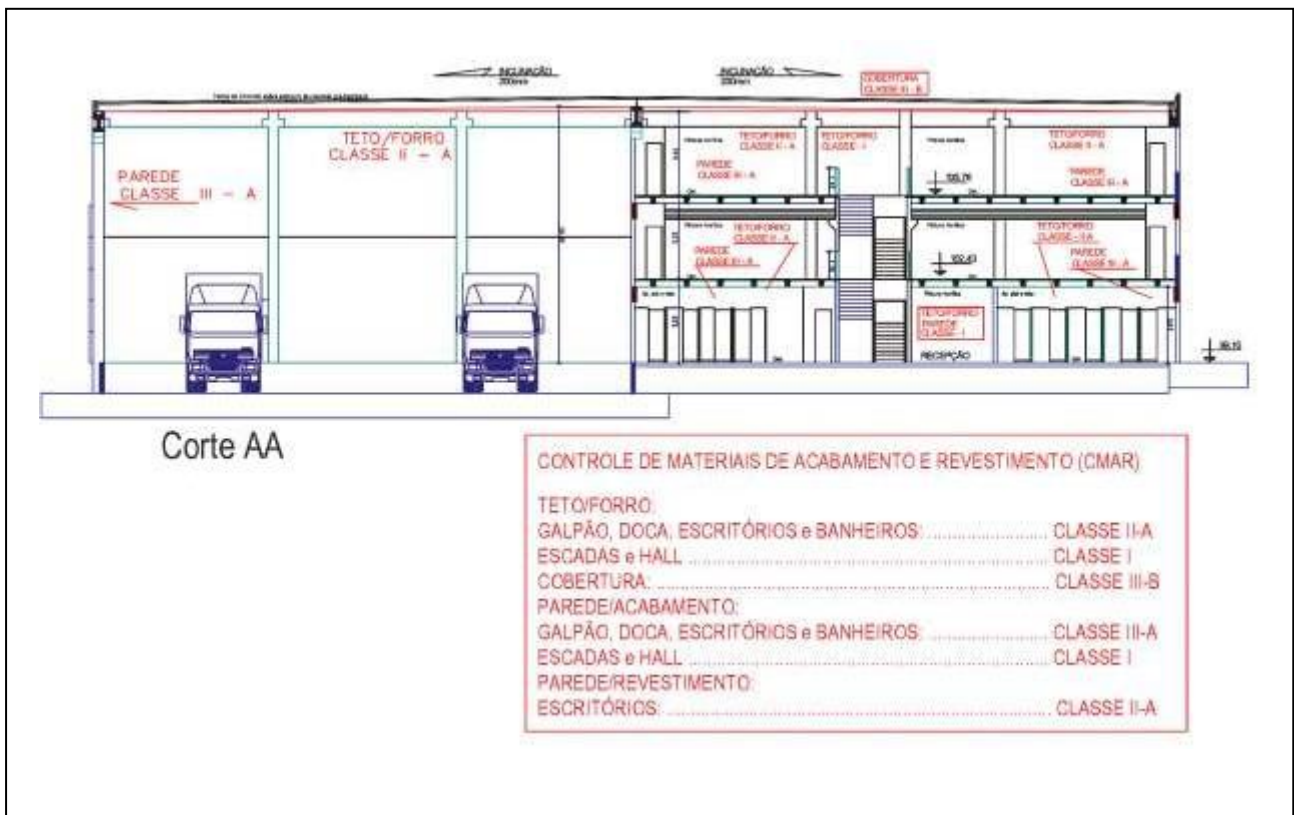 INCLINAÇÃO
INCLINAÇÃO
COBERTURA
CLASSE III - B
TETO/FORRO
CLASSE II - A
PAREDE
CLASSE III - A
TETO/FORRO
CLASSE II - A
TETO/FORRO
CLASSE - I
TETO/FORRO
CLASSE II - A
PAREDE
CLASSE III - A
PAREDE
CLASSE III - A
105.76
TETO/FORRO
CLASSE II - A
PAREDE
CLASSE III - A
TETO/FORRO
CLASSE - II A
PAREDE
CLASSE III - A
102.43
TETO/FORRO
PAREDE
CLASSE - I
RECEPÇÃO
Corte AA
CONTROLE DE MATERIAIS DE ACABAMENTO E REVESTIMENTO (CMAR)
TETO/FORRO:
GALPÃO, DOCA, ESCRITÓRIOS e BANHEIROS: ........................ CLASSE II-A
ESCADAS e HALL ........................ CLASSE I
COBERTURA: ........................ CLASSE III-B
PAREDE/ACABAMENTO:
GALPÃO, DOCA, ESCRITÓRIOS e BANHEIROS: ........................ CLASSE III-A
ESCADAS e HALL ........................ CLASSE I
PAREDE/REVESTIMENTO:
ESCRITÓRIOS: ........................ CLASSE II-A